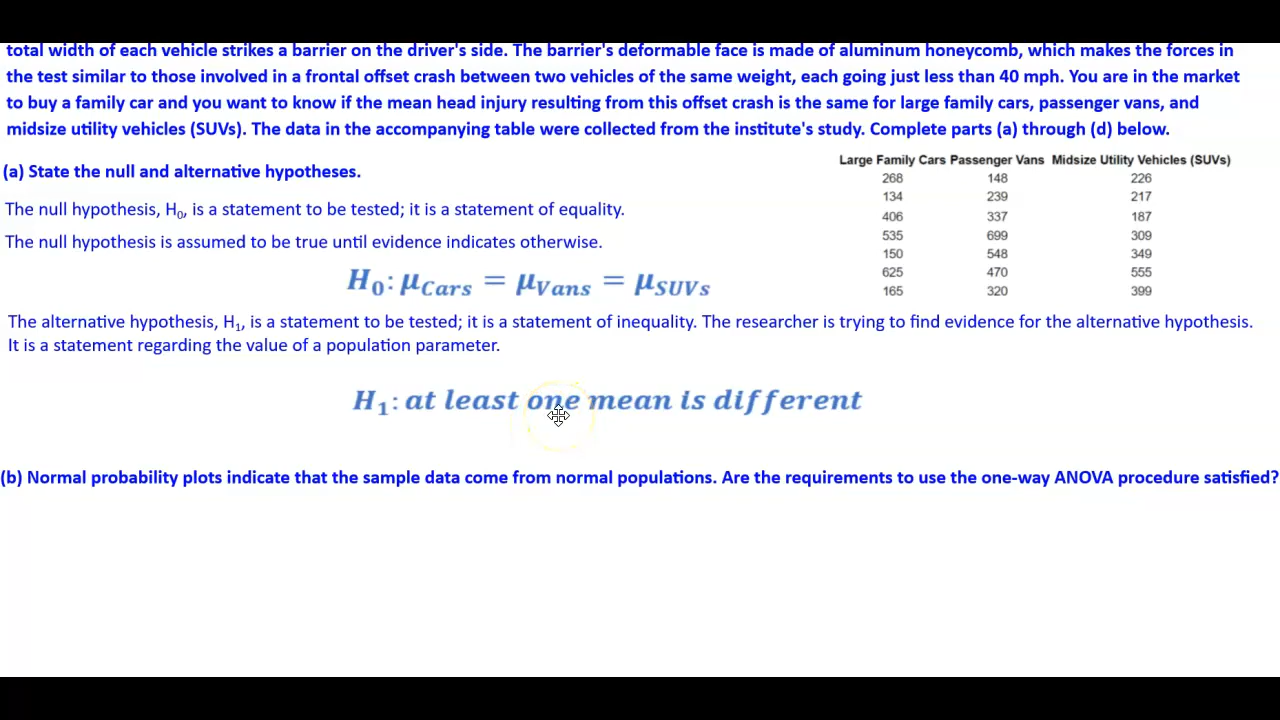 total width of each vehicle strikes a barrier on the driver's side. The barrier's deformable face is made of aluminum honeycomb, which makes the forces in
the test similar to those involved in a frontal offset crash between two vehicles of the same weight, each going just less than 40 mph. You are in the market
to buy a family car and you want to know if the mean head injury resulting from this offset crash is the same for large family cars, passenger vans, and
midsize utility vehicles (SUVs). The data in the accompanying table were collected from the institute's study. Complete parts (a) through (d) below.
(a) State the null and alternative hypotheses.
The null hypothesis, H₀, is a statement to be tested; it is a statement of equality.
The null hypothesis is assumed to be true until evidence indicates otherwise.
H₀: μCars = μVans = μSUVs
Large Family Cars Passenger Vans Midsize Utility Vehicles (SUVs)
268 148 226
134 239 217
406 337 187
535 699 309
150 548 349
625 470 555
165 320 399
The alternative hypothesis, H₁, is a statement to be tested; it is a statement of inequality. The researcher is trying to find evidence for the alternative hypothesis.
It is a statement regarding the value of a population parameter.
H₁: at least one mean is different
(b) Normal probability plots indicate that the sample data come from normal populations. Are the requirements to use the one-way ANOVA procedure satisfied?